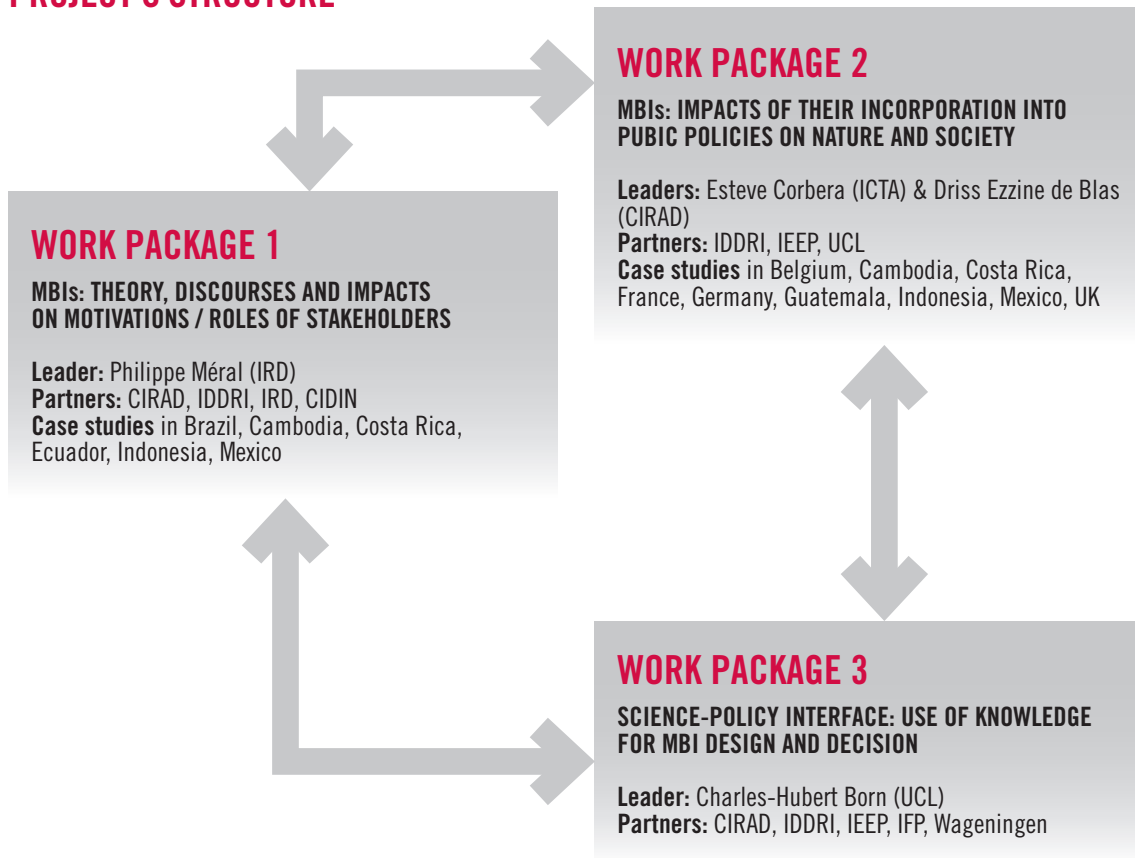 PROJECT'S STRUCTURE
WORK PACKAGE 2
MBIs: IMPACTS OF THEIR INCORPORATION INTO
PUBIC POLICIES ON NATURE AND SOCIETY
Leaders: Esteve Corbera (ICTA) & Driss Ezzine de Blas
(CIRAD)
Partners: IDDRI, IEEP, UCL
Case studies in Belgium, Cambodia, Costa Rica,
France, Germany, Guatemala, Indonesia, Mexico, UK
WORK PACKAGE 1
MBIs: THEORY, DISCOURSES AND IMPACTS
ON MOTIVATIONS / ROLES OF STAKEHOLDERS
Leader: Philippe Méral (IRD)
Partners: CIRAD, IDDRI, IRD, CIDIN
Case studies in Brazil, Cambodia, Costa Rica,
Ecuador, Indonesia, Mexico
WORK PACKAGE 3
SCIENCE-POLICY INTERFACE: USE OF KNOWLEDGE
FOR MBI DESIGN AND DECISION
Leader: Charles-Hubert Born (UCL)
Partners: CIRAD, IDDRI, IEEP, IFP, Wageningen